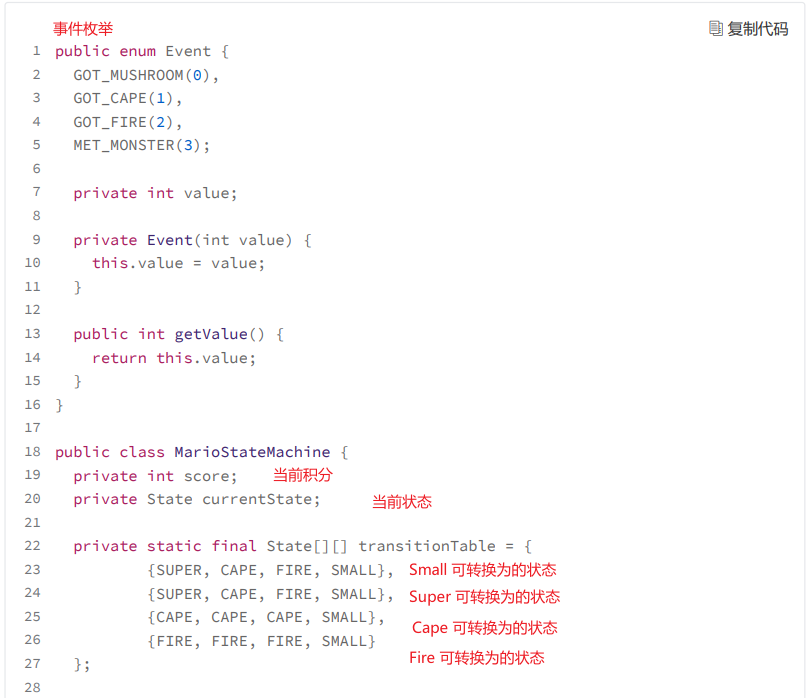 事件枚举
复制代码
1 public enum Event {
2 GOT_MUSHROOM(0),
3 GOT_CAPE(1),
4 GOT_FIRE(2),
5 MET_MONSTER(3);
6
7 private int value;
8
9 private Event(int value) {
10 this.value = value;
11 }
12
13 public int getValue() {
14 return this.value;
15 }
16 }
17
18 public class MarioStateMachine {
19 private int score; 当前积分
20 private State currentState; 当前状态
21
22 private static final State[][] transitionTable = {
23 {SUPER, CAPE, FIRE, SMALL}, Small 可转换为的状态
24 {SUPER, CAPE, FIRE, SMALL}, Super 可转换为的状态
25 {CAPE, CAPE, CAPE, SMALL}, Cape 可转换为的状态
26 {FIRE, FIRE, FIRE, SMALL} Fire 可转换为的状态
27 };
28